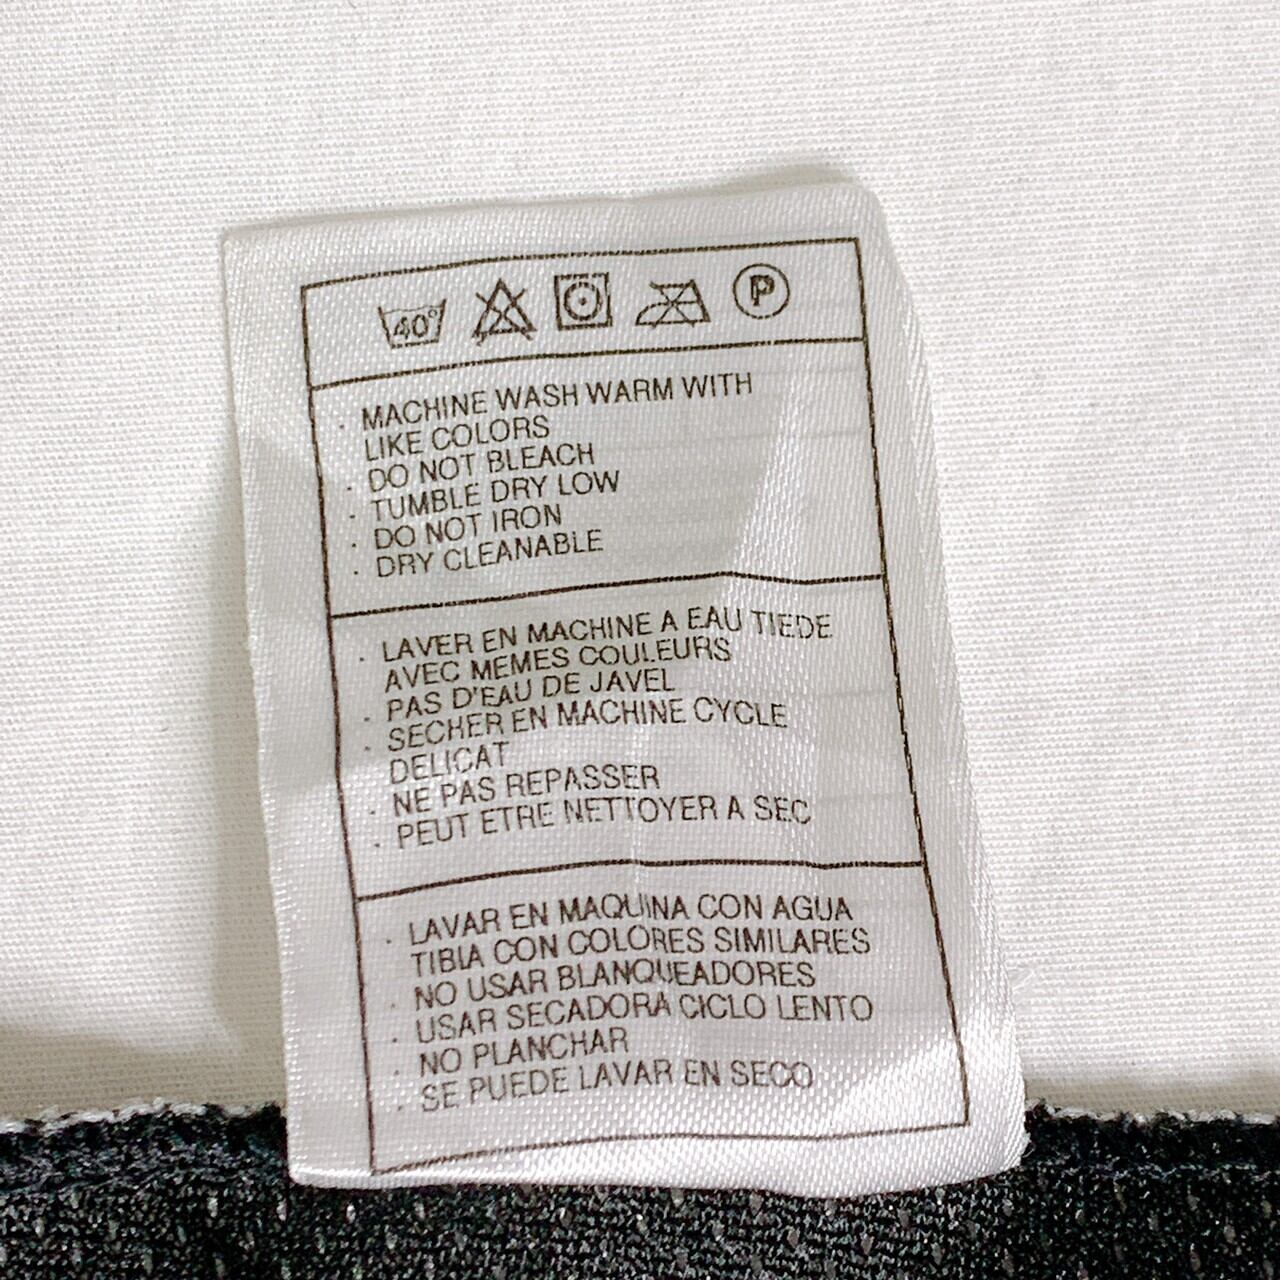 40°
P
. MACHINE WASH WARM WITH
LIKE COLORS
. DO NOT BLEACH
. TUMBLE DRY LOW
. DO NOT IRON
. DRY CLEANABLE
. LAVER EN MACHINE A EAU TIEDE
AVEC MEMES COULEURS
. PAS D'EAU DE JAVEL
. SECHER EN MACHINE CYCLE
DELICAT
. NE PAS REPASSER
. PEUT ETRE NETTOYER A SEC
. LAVAR EN MAQUINA CON AGUA
TIBIA CON COLORES SIMILARES
. NO USAR BLANQUEADORES
. USAR SECADORA CICLO LENTO
. NO PLANCHAR
. SE PUEDE LAVAR EN SECO